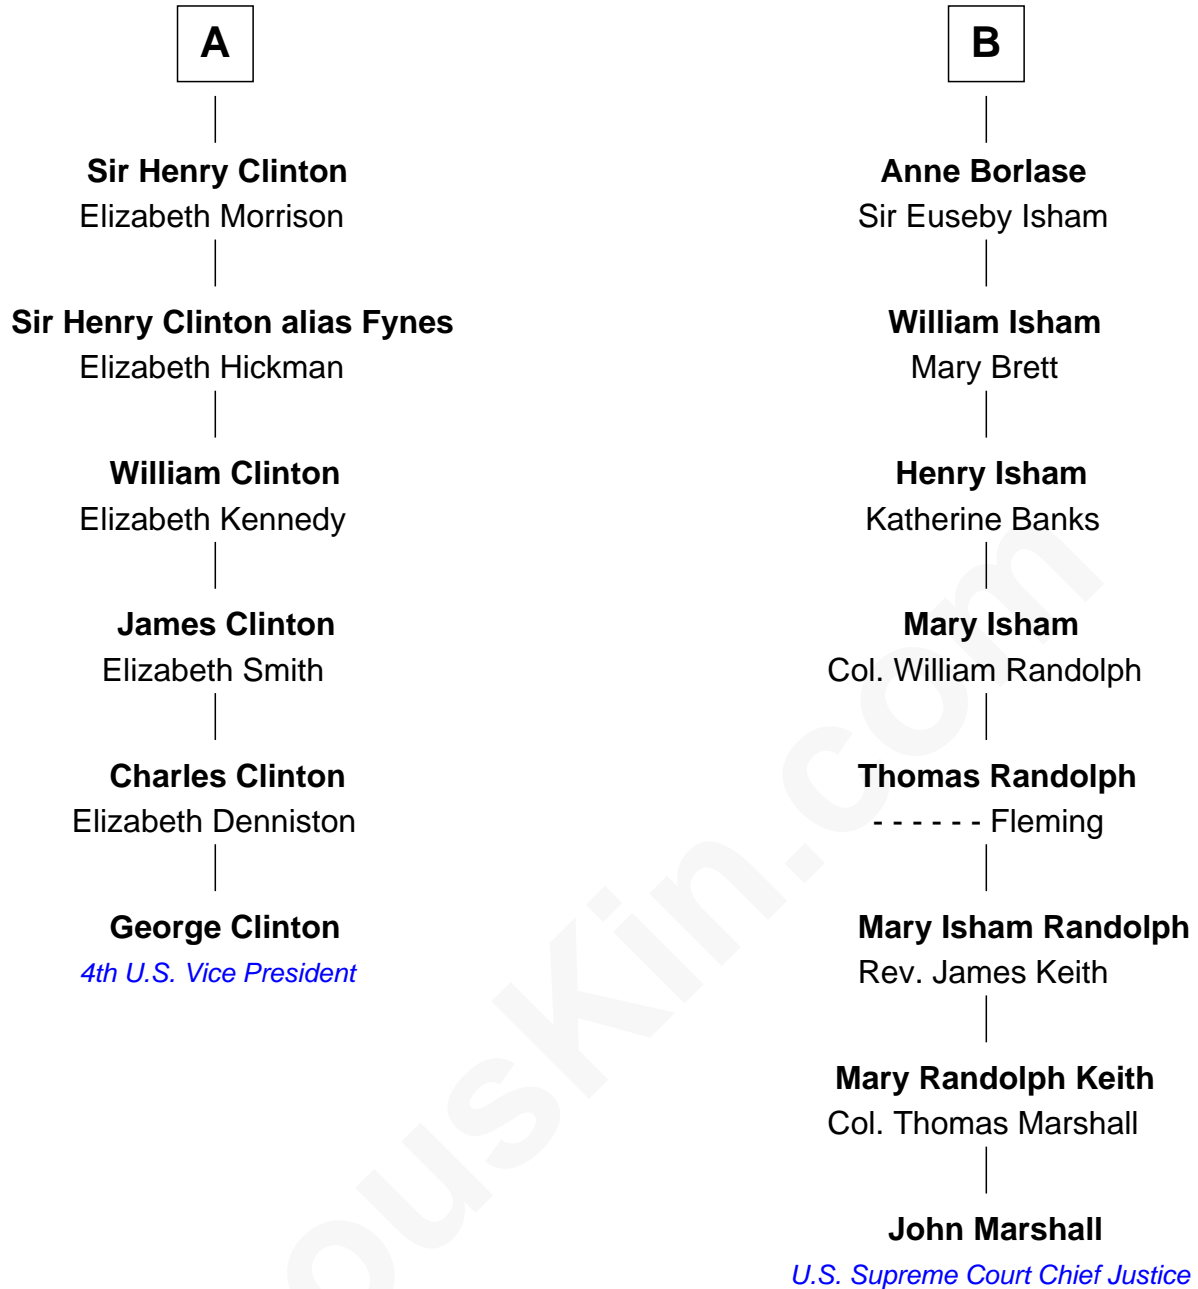 A
Sir Henry Clinton
Elizabeth Morrison
Sir Henry Clinton alias Fynes
Elizabeth Hickman
William Clinton
Elizabeth Kennedy
James Clinton
Elizabeth Smith
Charles Clinton
Elizabeth Denniston
George Clinton
4th U.S. Vice President
B
Anne Borlase
Sir Euseby Isham
William Isham
Mary Brett
Henry Isham
Katherine Banks
Mary Isham
Col. William Randolph
Thomas Randolph
- - - - - - Fleming
Mary Isham Randolph
Rev. James Keith
Mary Randolph Keith
Col. Thomas Marshall
John Marshall
U.S. Supreme Court Chief Justice
ousKin.com